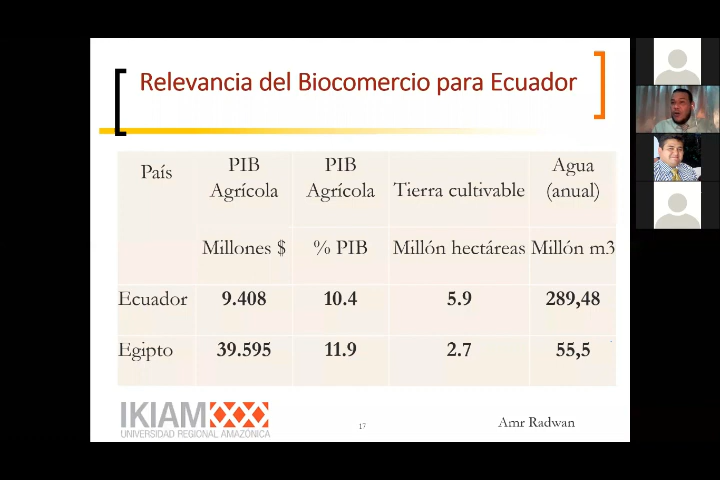 Relevancia del Biocomercio para Ecuador
País
PIB Agrícola
PIB Agrícola
Tierra cultivable
Agua (anual)
Millones $
% PIB
Millón hectáreas
Millón m3
Ecuador 9.408 10.4 5.9 289,48
Egipto 39.595 11.9 2.7 55,5
IKIAM
UNIVERSIDAD REGIONAL AMAZÓNICA
17
Amr Radwan